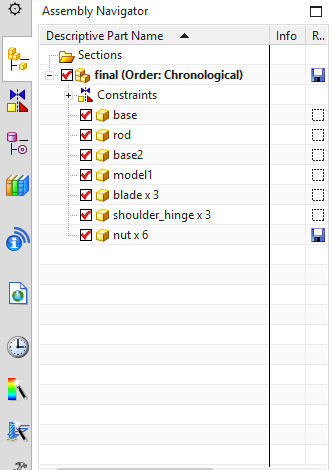 Assembly Navigator
Descriptive Part Name Info R..
Sections
final (Order: Chronological)
Constraints
base
rod
base2
model1
blade x 3
shoulder_hinge x 3
nut x 6